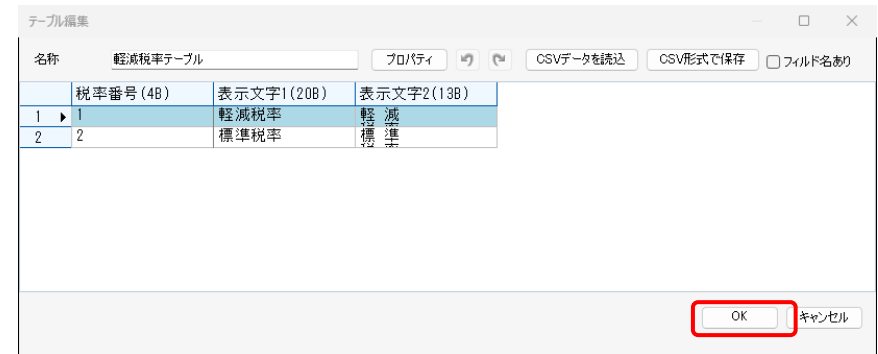 テーブル編集
名称 軽減税率テーブル プロパティ CSVデータを読込 CSV形式で保存 フィルド名あり
税率番号(4B) 表示文字1(20B) 表示文字2(13B)
1 1 軽減税率 軽 減
2 2 標準税率 標 準
OK キャンセル